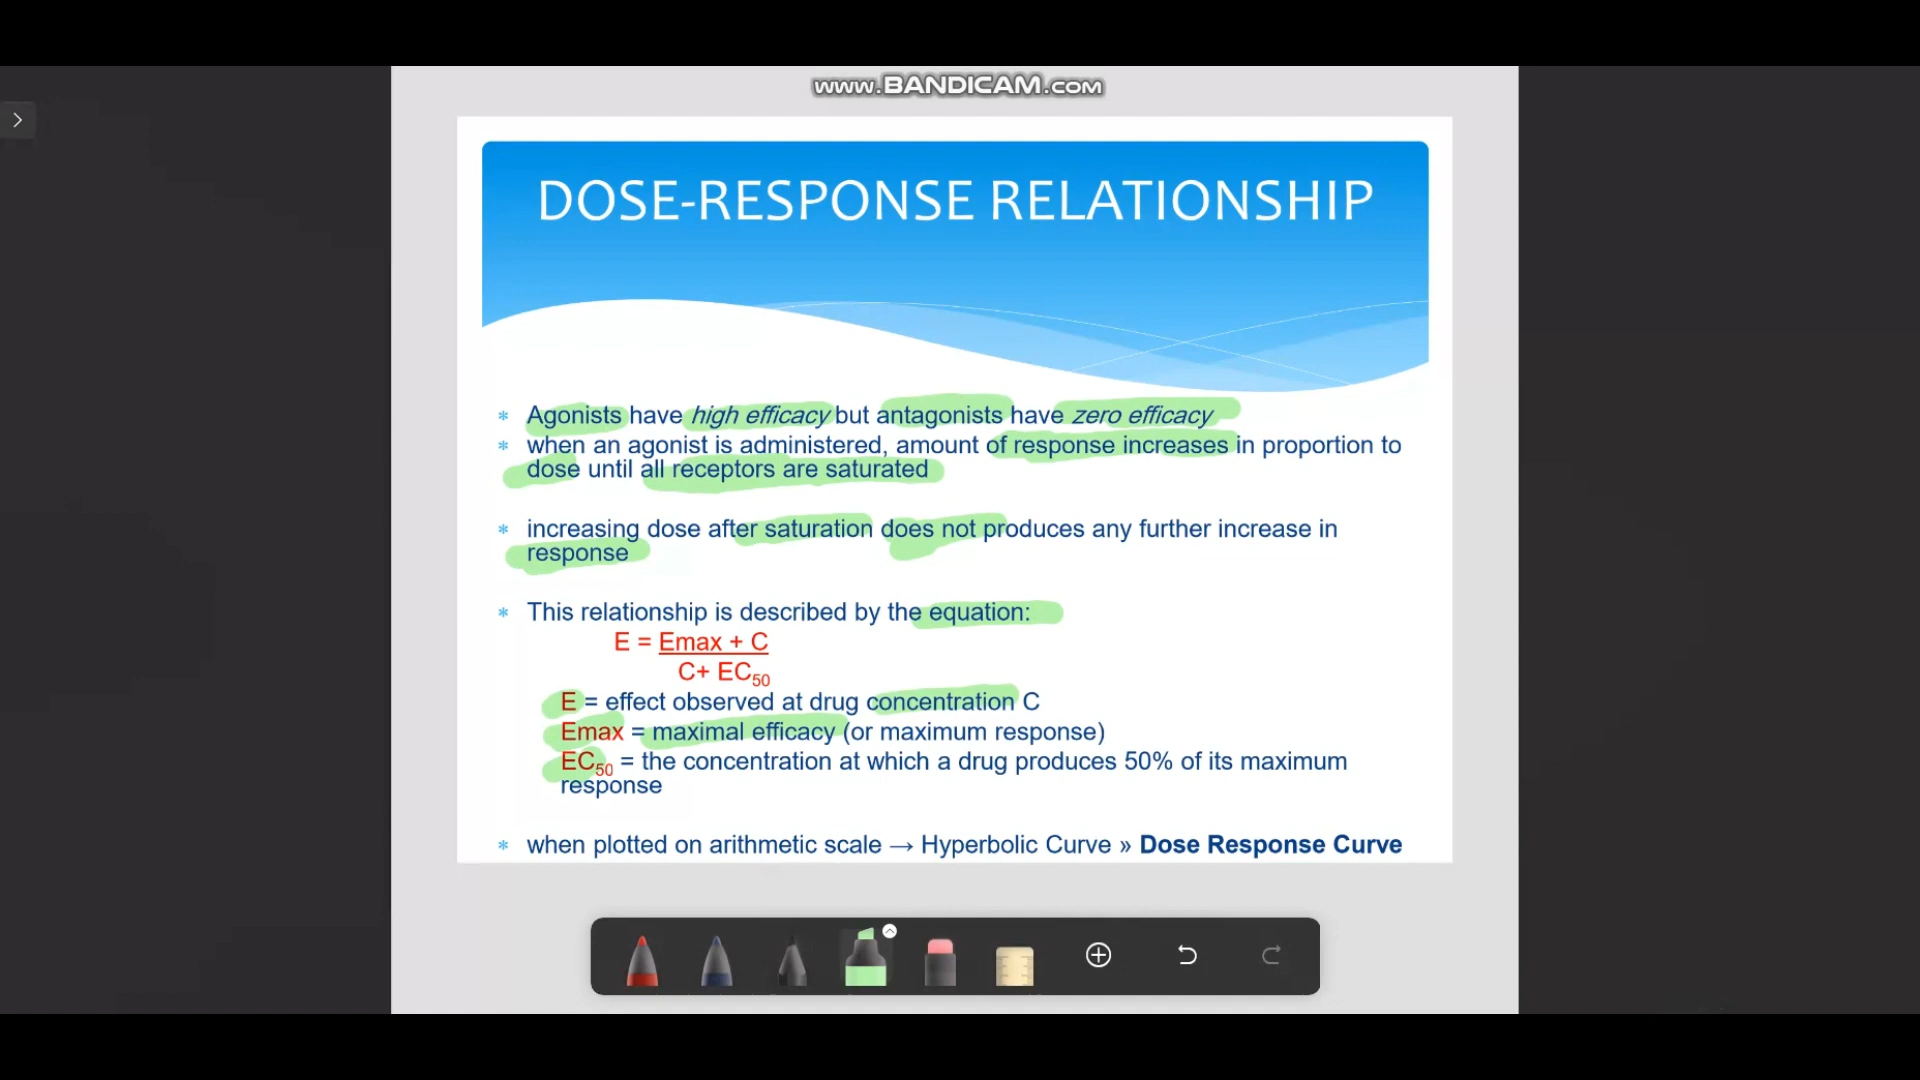 www.BANDICAM.com
DOSE-RESPONSE RELATIONSHIP
* Agonists have high efficacy but antagonists have zero efficacy
* when an agonist is administered, amount of response increases in proportion to
dose until all receptors are saturated
* increasing dose after saturation does not produces any further increase in
response
* This relationship is described by the equation:
E = Emax + C
C+ EC50
E = effect observed at drug concentration C
Emax = maximal efficacy (or maximum response)
EC50 = the concentration at which a drug produces 50% of its maximum
response
* when plotted on arithmetic scale → Hyperbolic Curve » Dose Response Curve